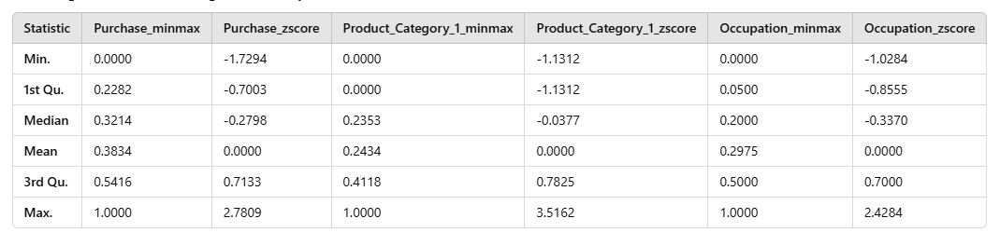 Statistic Purchase_minmax Purchase_zscore Product_Category_1_minmax Product_Category_1_zscore Occupation_minmax Occupation_zscore
Min. 0.0000 -1.7294 0.0000 -1.1312 0.0000 -1.0284
1st Qu. 0.2282 -0.7003 0.0000 -1.1312 0.0500 -0.8555
Median 0.3214 -0.2798 0.2353 -0.0377 0.2000 -0.3370
Mean 0.3834 0.0000 0.2434 0.0000 0.2975 0.0000
3rd Qu. 0.5416 0.7133 0.4118 0.7825 0.5000 0.7000
Max. 1.0000 2.7809 1.0000 3.5162 1.0000 2.4284